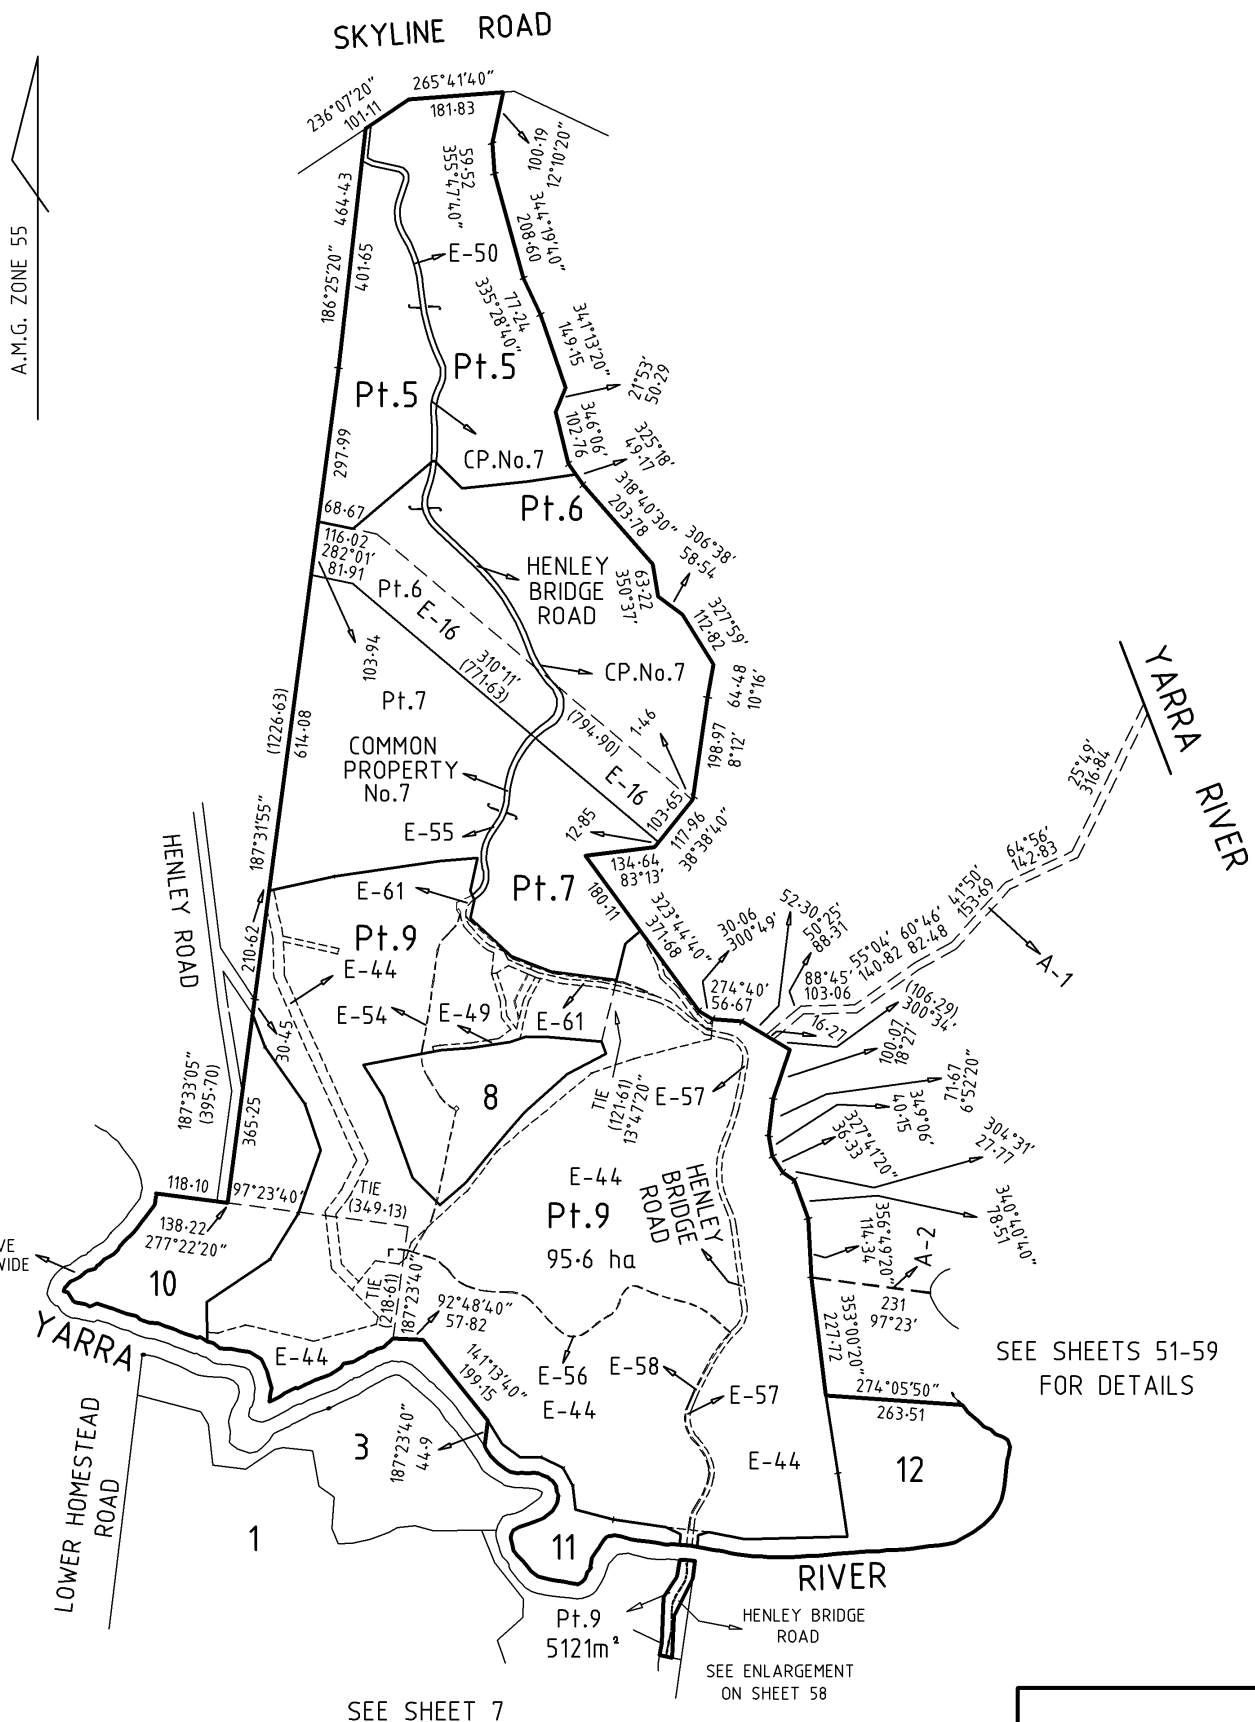 SKYLINE ROAD
265°41'40"
181·83
236°07'20"
101·11
A.M.G. ZONE 55
100·19
12°10'20"
59·52
355°47'40"
464·43
186°25'20"
401·65
344°19'40"
208·60
E-50
77·24
335°28'40"
341°13'20"
149·15
Pt.5
Pt.5
21°53'
50·29
346°06'
102·76
325°18'
49·17
297·99
CP.No.7
Pt.6
318°40'30"
203·78
306°38'
58·54
68·67
116·02
282°01'
81·91
HENLEY
BRIDGE
ROAD
63·22
350°37'
Pt.6
E-16
327°59'
112·82
103·94
310°11'
(771·63)
CP.No.7
64·48
10°16'
Pt.7
(794·90)
1·46
198·97
8°12'
(1226·63)
614·08
COMMON
PROPERTY
No.7
E-16
YARRA RIVER
25°49'
316·84
E-55
12·85
103·65
117·96
38°38'40"
187°31'55"
HENLEY ROAD
134·64
83°13'
64°56'
142·83
E-61
Pt.7
180·11
323°44'40"
371·68
30·06
300°49'
52·30
50°25'
88·31
41°50'
153·69
60°46'
82·48
55°04'
140·82
210·62
Pt.9
E-44
88°45'
103·06
A-1
274°40'
56·67
(106·29)
300°34'
E-54
E-49
E-61
16·27
30·45
100·07
18°27'
187°33'05"
(395·70)
365·25
8
TIE
(121·61)
13°47'20"
E-57
71·67
6°52'20"
349°06'
40·15
327°41'20"
36·33
304°31'
27·77
118·10
97°23'40"
TIE
(349·13)
E-44
HENLEY
BRIDGE
ROAD
340°40'40"
78·51
138·22
277°22'20"
Pt.9
95·6 ha
356°49'20"
114·34
A-2
VE
WIDE
10
TIE
(218·61)
187°23'40"
92°48'40"
57·82
231
97°23'
353°00'20"
227·72
YARRA
E-44
141°13'40"
199·15
E-56
E-44
E-58
E-57
SEE SHEETS 51-59
FOR DETAILS
274°05'50"
263·51
LOWER HOMESTEAD
ROAD
3
187°23'40"
44·9
E-44
12
1
11
RIVER
Pt.9
5121m²
HENLEY BRIDGE
ROAD
SEE ENLARGEMENT
ON SHEET 58
SEE SHEET 7